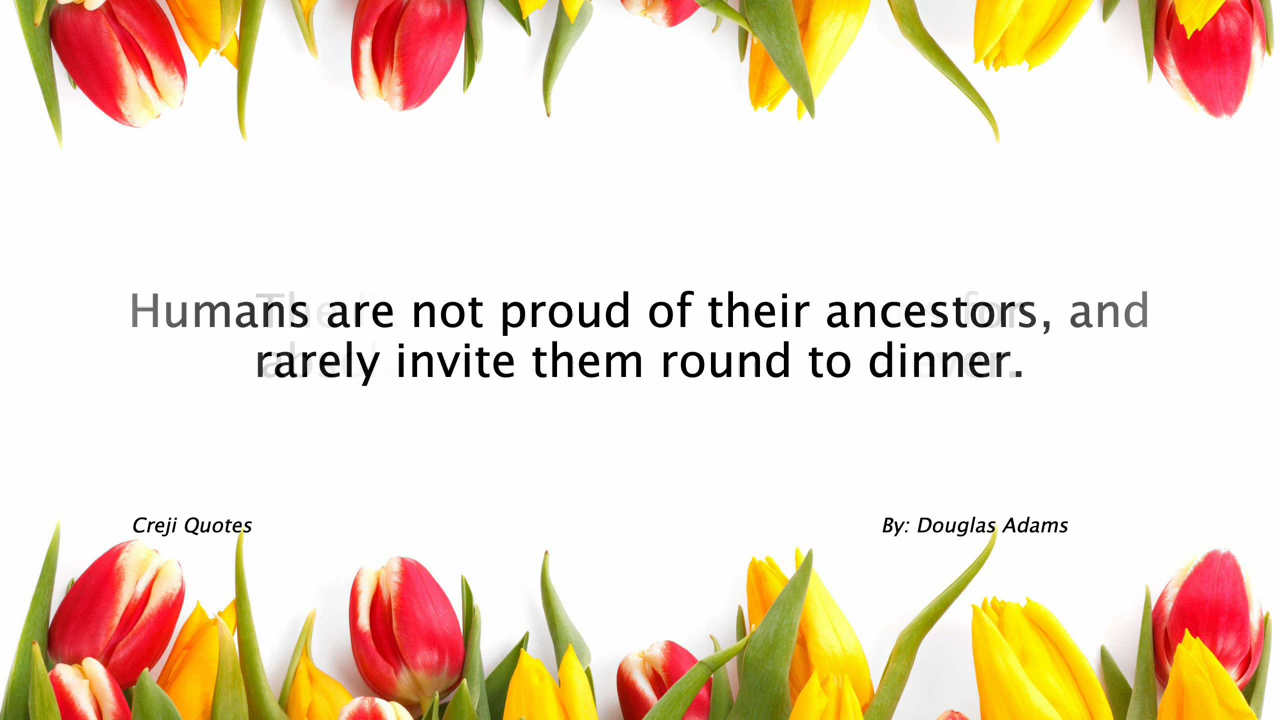 Humans are not proud of their ancestors, and
rarely invite them round to dinner.
Creji Quotes
By: Douglas Adams